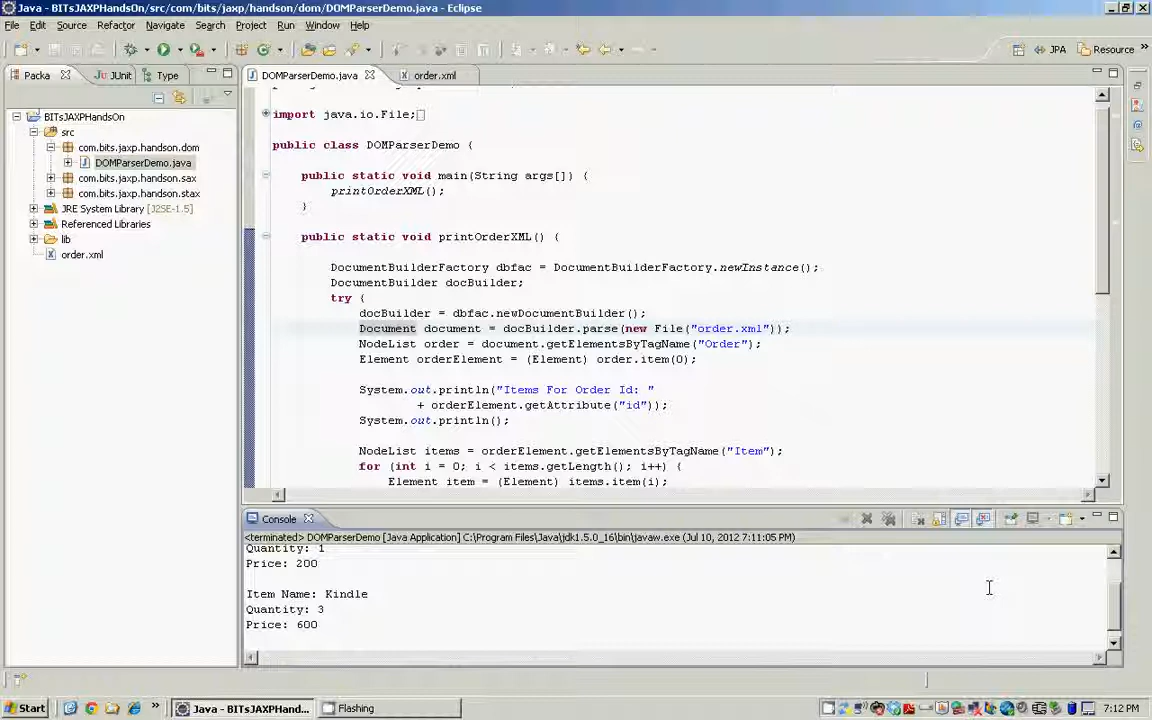 Java - BITsJAXPHandsOn/src/com/bits/jaxp/handson/dom/DOMParserDemo.java - Eclipse
File Edit Source Refactor Navigate Search Project Run Window Help
JPA Resource
Packa JUnit Type
DOMParserDemo.java order.xml
BITsJAXPHandsOn
src
com.bits.jaxp.handson.dom
DOMParserDemo.java
com.bits.jaxp.handson.sax
com.bits.jaxp.handson.stax
JRE System Library [J2SE-1.5]
Referenced Libraries
lib
order.xml
import java.io.File;
public class DOMParserDemo {
public static void main(String args[]) {
printOrderXML();
}
public static void printOrderXML() {
DocumentBuilderFactory dbfac = DocumentBuilderFactory.newInstance();
DocumentBuilder docBuilder;
try {
docBuilder = dbfac.newDocumentBuilder();
Document document = docBuilder.parse(new File("order.xml"));
NodeList order = document.getElementsByTagName("Order");
Element orderElement = (Element) order.item(0);
System.out.println("Items For Order Id: "
+ orderElement.getAttribute("id"));
System.out.println();
NodeList items = orderElement.getElementsByTagName("Item");
for (int i = 0; i < items.getLength(); i++) {
Element item = (Element) items.item(i);
Console
<terminated> DOMParserDemo [Java Application] C:\Program Files\Java\jdk1.5.0_16\bin\javaw.exe (Jul 10, 2012 7:11:05 PM)
Quantity: 1
Price: 200
Item Name: Kindle
Quantity: 3
Price: 600
Start Java - BITsJAXPHand... Flashing 7:12 PM